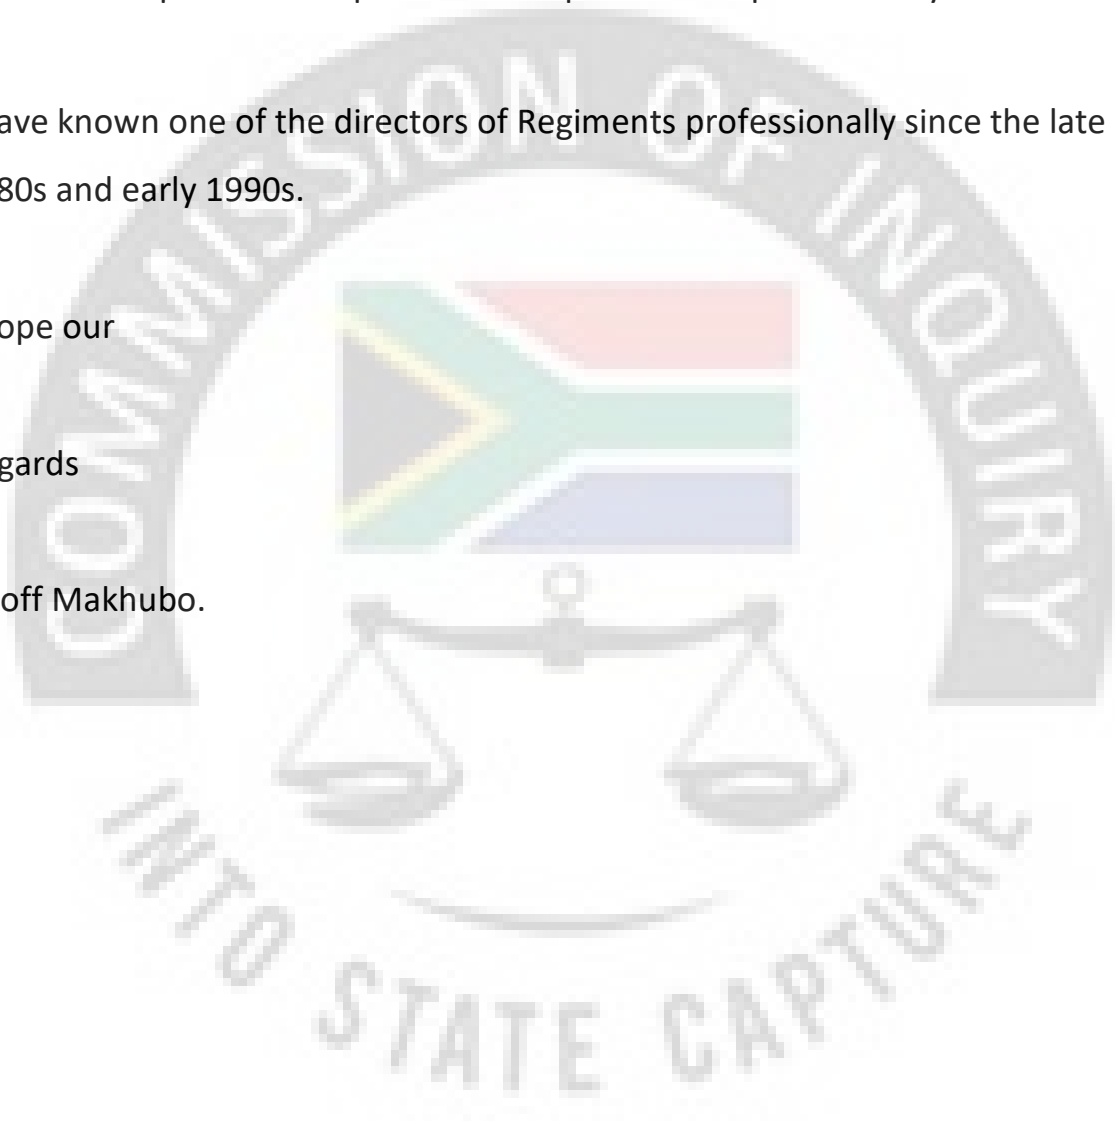 ave known one of the directors of Regiments professionally since the late
80s and early 1990s.
ope our
gards
off Makhubo.
COMMISSION OF INQUIRY
INTO STATE CAPTURE